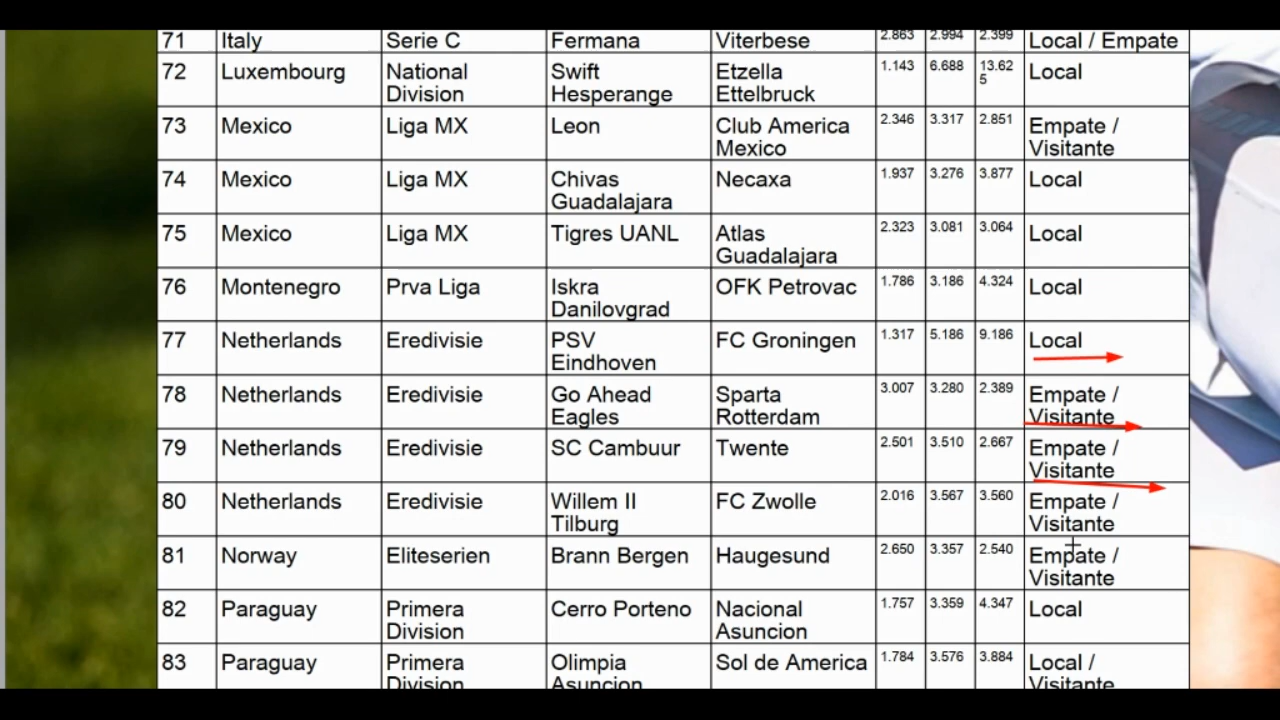 71 Italy Serie C Fermana Viterbese 2.863 2.994 2.399 Local / Empate
72 Luxembourg National Swift Etzella 1.143 6.688 13.62 Local
Division Hesperange Ettelbruck 5
73 Mexico Liga MX Leon Club America 2.346 3.317 2.851 Empate /
Mexico Visitante
74 Mexico Liga MX Chivas Necaxa 1.937 3.276 3.877 Local
Guadalajara
75 Mexico Liga MX Tigres UANL Atlas 2.323 3.081 3.064 Local
Guadalajara
76 Montenegro Prva Liga Iskra OFK Petrovac 1.786 3.186 4.324 Local
Danilovgrad
77 Netherlands Eredivisie PSV FC Groningen 1.317 5.186 9.186 Local
Eindhoven
78 Netherlands Eredivisie Go Ahead Sparta 3.007 3.280 2.389 Empate /
Eagles Rotterdam Visitante
79 Netherlands Eredivisie SC Cambuur Twente 2.501 3.510 2.667 Empate /
Visitante
80 Netherlands Eredivisie Willem II FC Zwolle 2.016 3.567 3.560 Empate /
Tilburg Visitante
81 Norway Eliteserien Brann Bergen Haugesund 2.650 3.357 2.540 Empate /
Visitante
82 Paraguay Primera Cerro Porteno Nacional 1.757 3.359 4.347 Local
Division Asuncion
83 Paraguay Primera Olimpia Sol de America 1.784 3.576 3.884 Local /
Division Asuncion Visitante